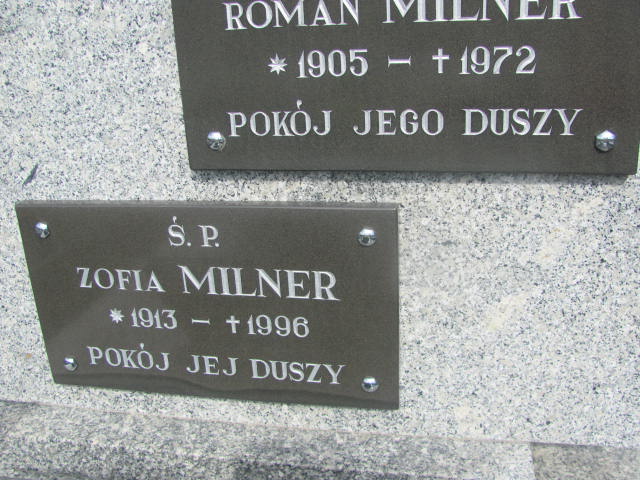 ROMAN MILNER
*1905 – †1972
POKÓJ JEGO DUSZY
Ś. P.
ZOFIA MILNER
*1913 – †1996
POKÓJ JEJ DUSZY